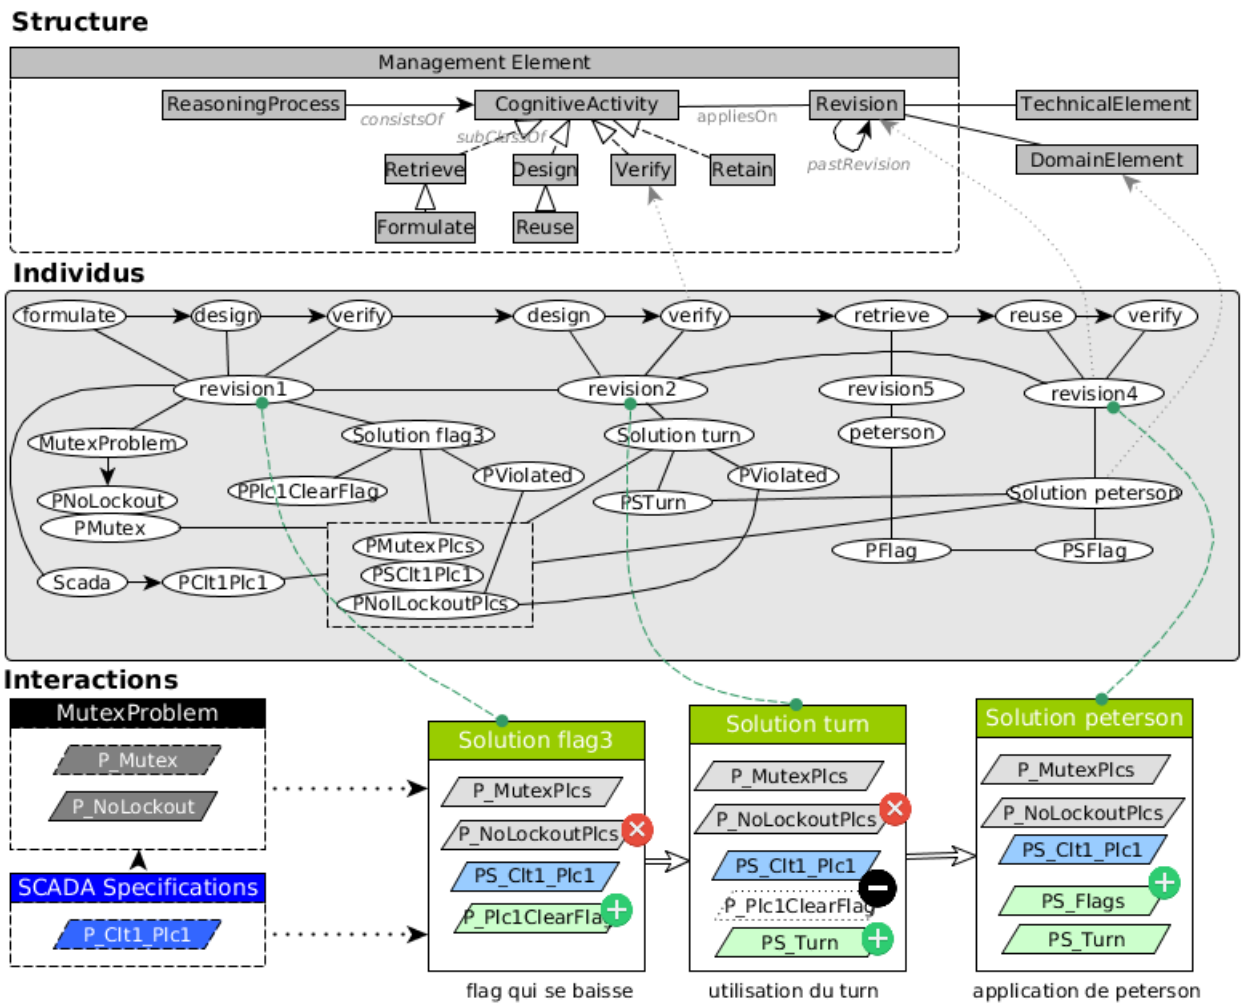 Structure
Management Element
ReasoningProcess
consistsOf
CognitiveActivity
appliesOn
Revision
TechnicalElement
subClassOf
pastRevision
DomainElement
Retrieve
Design
Verify
Retain
Formulate
Reuse
Individus
formulate
design
verify
design
verify
retrieve
reuse
verify
revision1
revision2
revision5
revision4
MutexProblem
Solution flag3
Solution turn
peterson
PNoLockout
PPlc1ClearFlag
PViolated
PSTurn
PViolated
Solution peterson
PMutex
PMutexPlcs
PFlag
PSFlag
Scada
PClt1Plc1
PSClt1Plc1
PNolLockoutPlcs
Interactions
MutexProblem
P_Mutex
P_NoLockout
SCADA Specifications
P_Clt1_Plc1
Solution flag3
P_MutexPlcs
P_NoLockoutPlcs
PS_Clt1_Plc1
P_Plc1ClearFla
flag qui se baisse
Solution turn
P_MutexPlcs
P_NoLockoutPlcs
PS_Clt1_Plc1
P_Plc1ClearFlag
PS_Turn
utilisation du turn
Solution peterson
P_MutexPlcs
P_NoLockoutPlcs
PS_Clt1_Plc1
PS_Flags
PS_Turn
application de peterson